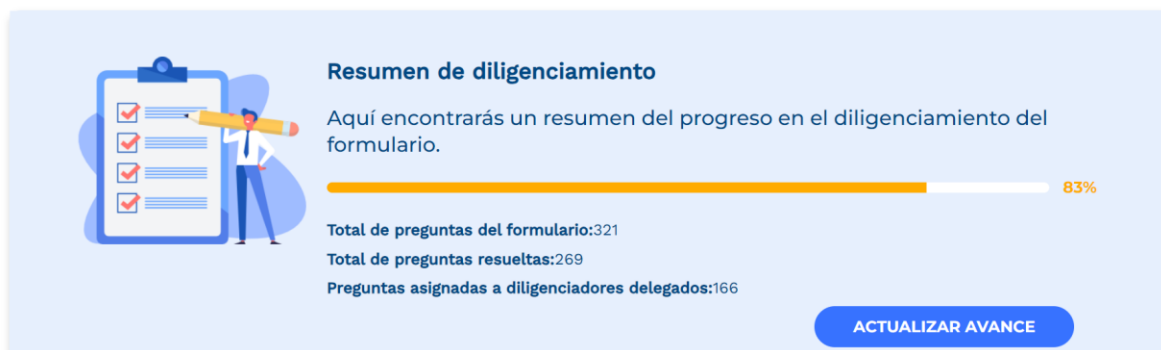 Resumen de diligenciamiento
Aquí encontrarás un resumen del progreso en el diligenciamiento del
formulario.
83%
Total de preguntas del formulario:321
Total de preguntas resueltas:269
Preguntas asignadas a diligenciadores delegados:166
ACTUALIZAR AVANCE